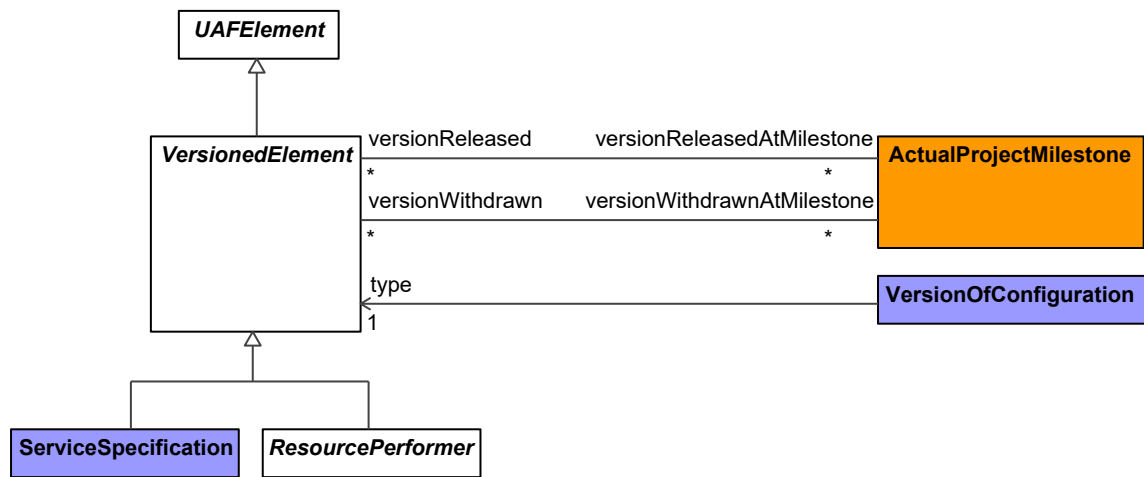 UAFElement
VersionedElement
versionReleased
versionReleasedAtMilestone
ActualProjectMilestone
*
*
versionWithdrawn
versionWithdrawnAtMilestone
*
*
type
VersionOfConfiguration
1
ServiceSpecification
ResourcePerformer